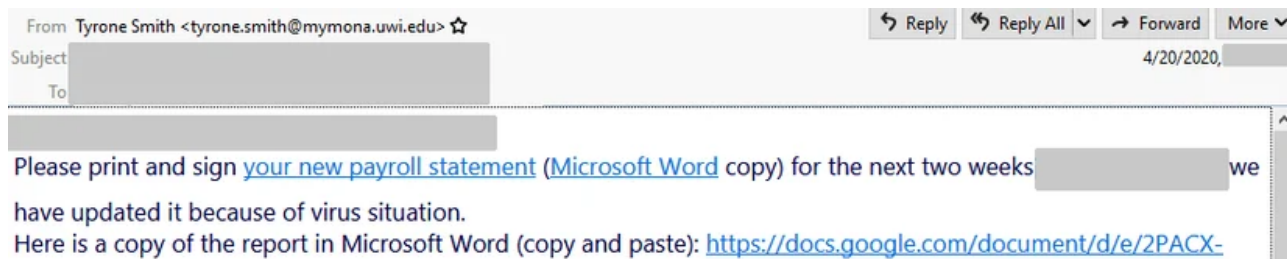 From Tyrone Smith <tyrone.smith@mymona.uwi.edu> Reply Reply All Forward More
Subject 4/20/2020,
To
Please print and sign your new payroll statement (Microsoft Word copy) for the next two weeks we
have updated it because of virus situation.
Here is a copy of the report in Microsoft Word (copy and paste): https://docs.google.com/document/d/e/2PACX-